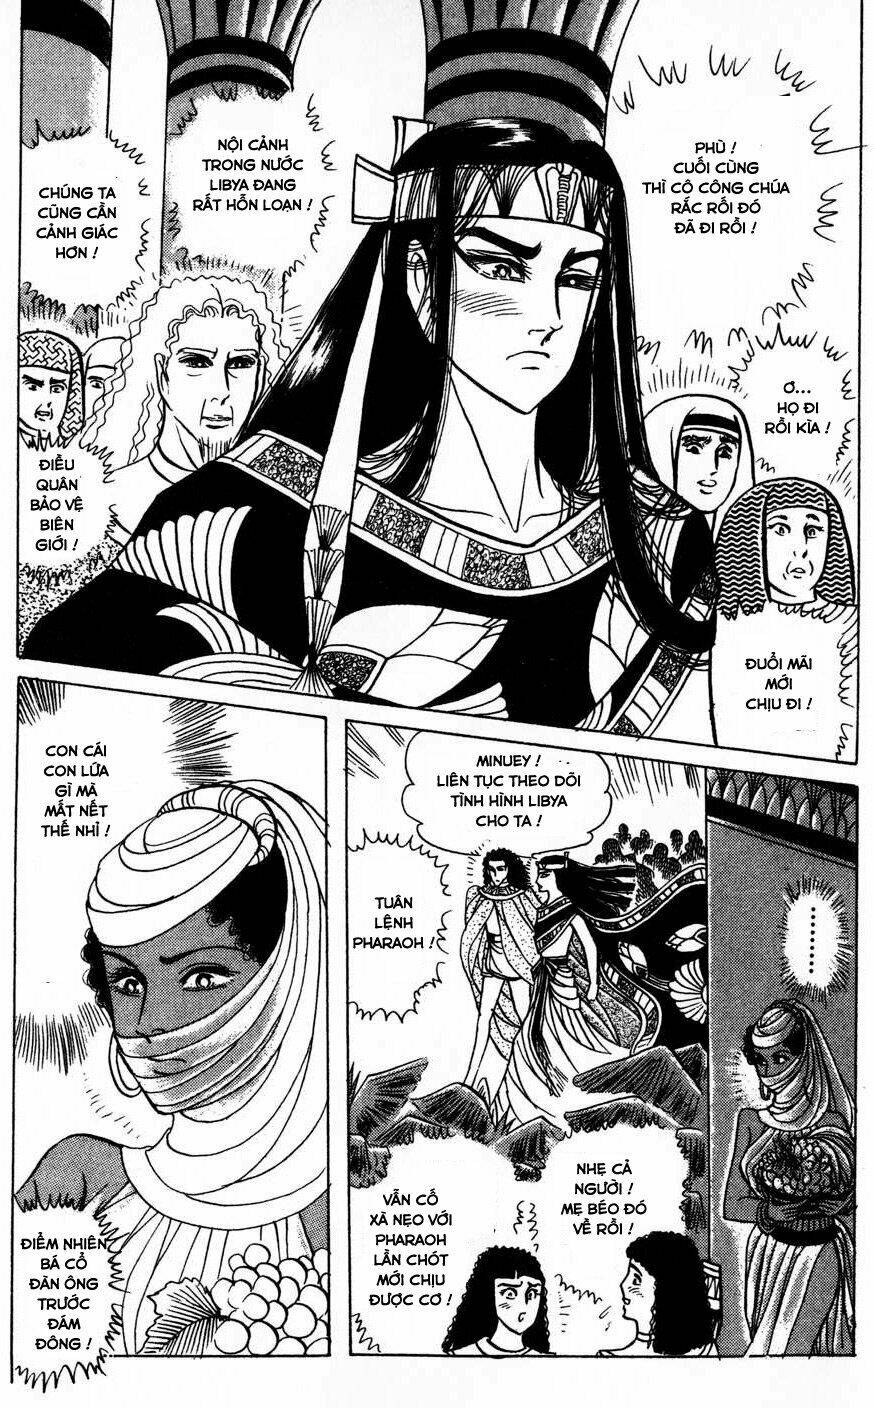 PHÙ !
CUỐI CÙNG
THÌ CÔ CÔNG CHÚA
RẮC RỐI ĐÓ
ĐÃ ĐI RỒI !
NỘI CẢNH
TRONG NƯỚC
LIBYA ĐANG
RẤT HỖN LOẠN !
CHÚNG TA
CŨNG CẦN
CẢNH GIÁC
HƠN !
Ơ...
HỌ ĐI
RỒI KÌA !
ĐIỀU
QUÂN
BẢO VỆ
BIÊN
GIỚI !
ĐUỔI MÃI
MỚI
CHỊU ĐI !
CON CÁI
CON LỨA
GÌ MÀ
MẤT NẾT
THẾ NHỈ !
ĐIỀM NHIÊN
BÁ CỔ
ĐÀN ÔNG
TRƯỚC
ĐÁM
ĐÔNG !
MINUEY !
LIÊN TỤC THEO DÕI
TÌNH HÌNH LIBYA
CHO TA !
TUÂN
LỆNH
PHARAOH !
.........
NHẸ CẢ
NGƯỜI !
MẸ BÉO ĐÓ
VỀ RỒI !
VẪN CỐ
XÀ NẸO VỚI
PHARAOH
LẦN CHÓT
MỚI CHỊU
ĐƯỢC CƠ !